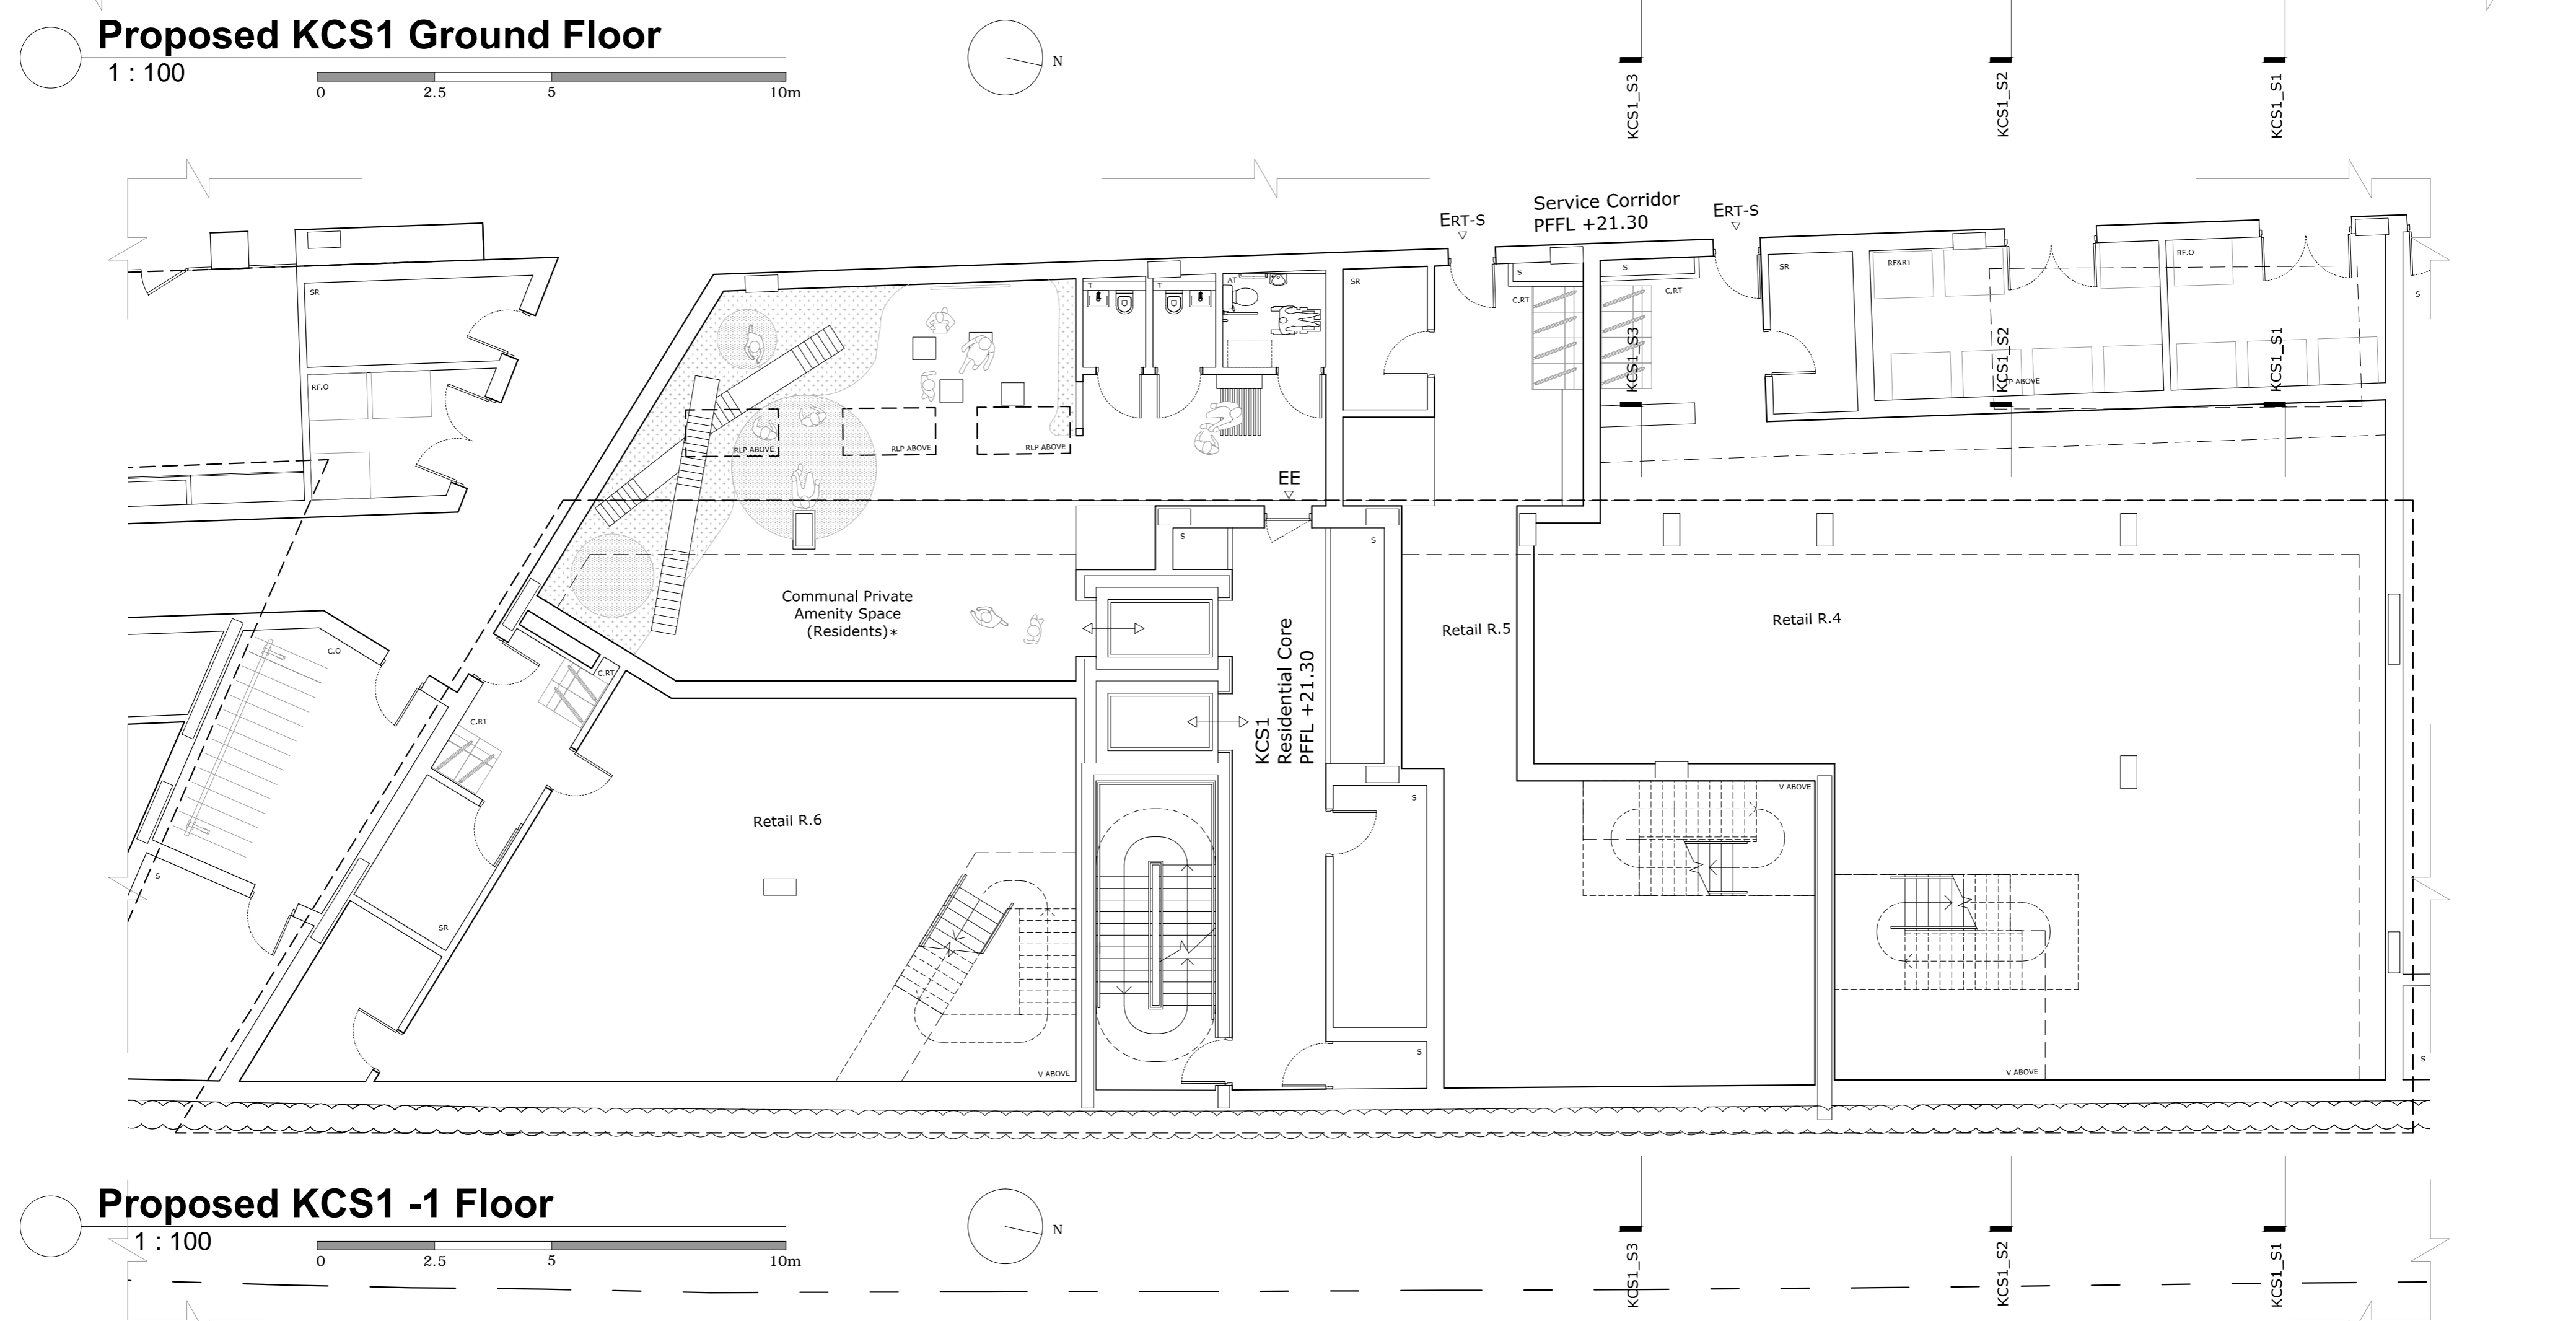 Proposed KCS1 Ground Floor
1 : 100
0 2.5 5 10m
N
KCS1_S3
KCS1_S2
KCS1_S1
Service Corridor
PFFL +21.30
ERT-S
ERT-S
SR
RF.O
T
T
AT
SR
S
S
C.RT
C.RT
SR
RF&RT
RF.O
S
KCS1_S3
KCS1_S2
KCS1_S1
ABOVE
RLP ABOVE
RLP ABOVE
RLP ABOVE
EE
S
S
Communal Private
Amenity Space
(Residents)*
Retail R.5
Retail R.4
C.O
C.RT
C.RT
KCS1
Residential Core
PFFL +21.30
Retail R.6
S
V ABOVE
S
SR
S
S
V ABOVE
V ABOVE
Proposed KCS1 -1 Floor
1 : 100
0 2.5 5 10m
N
KCS1_S3
KCS1_S2
KCS1_S1